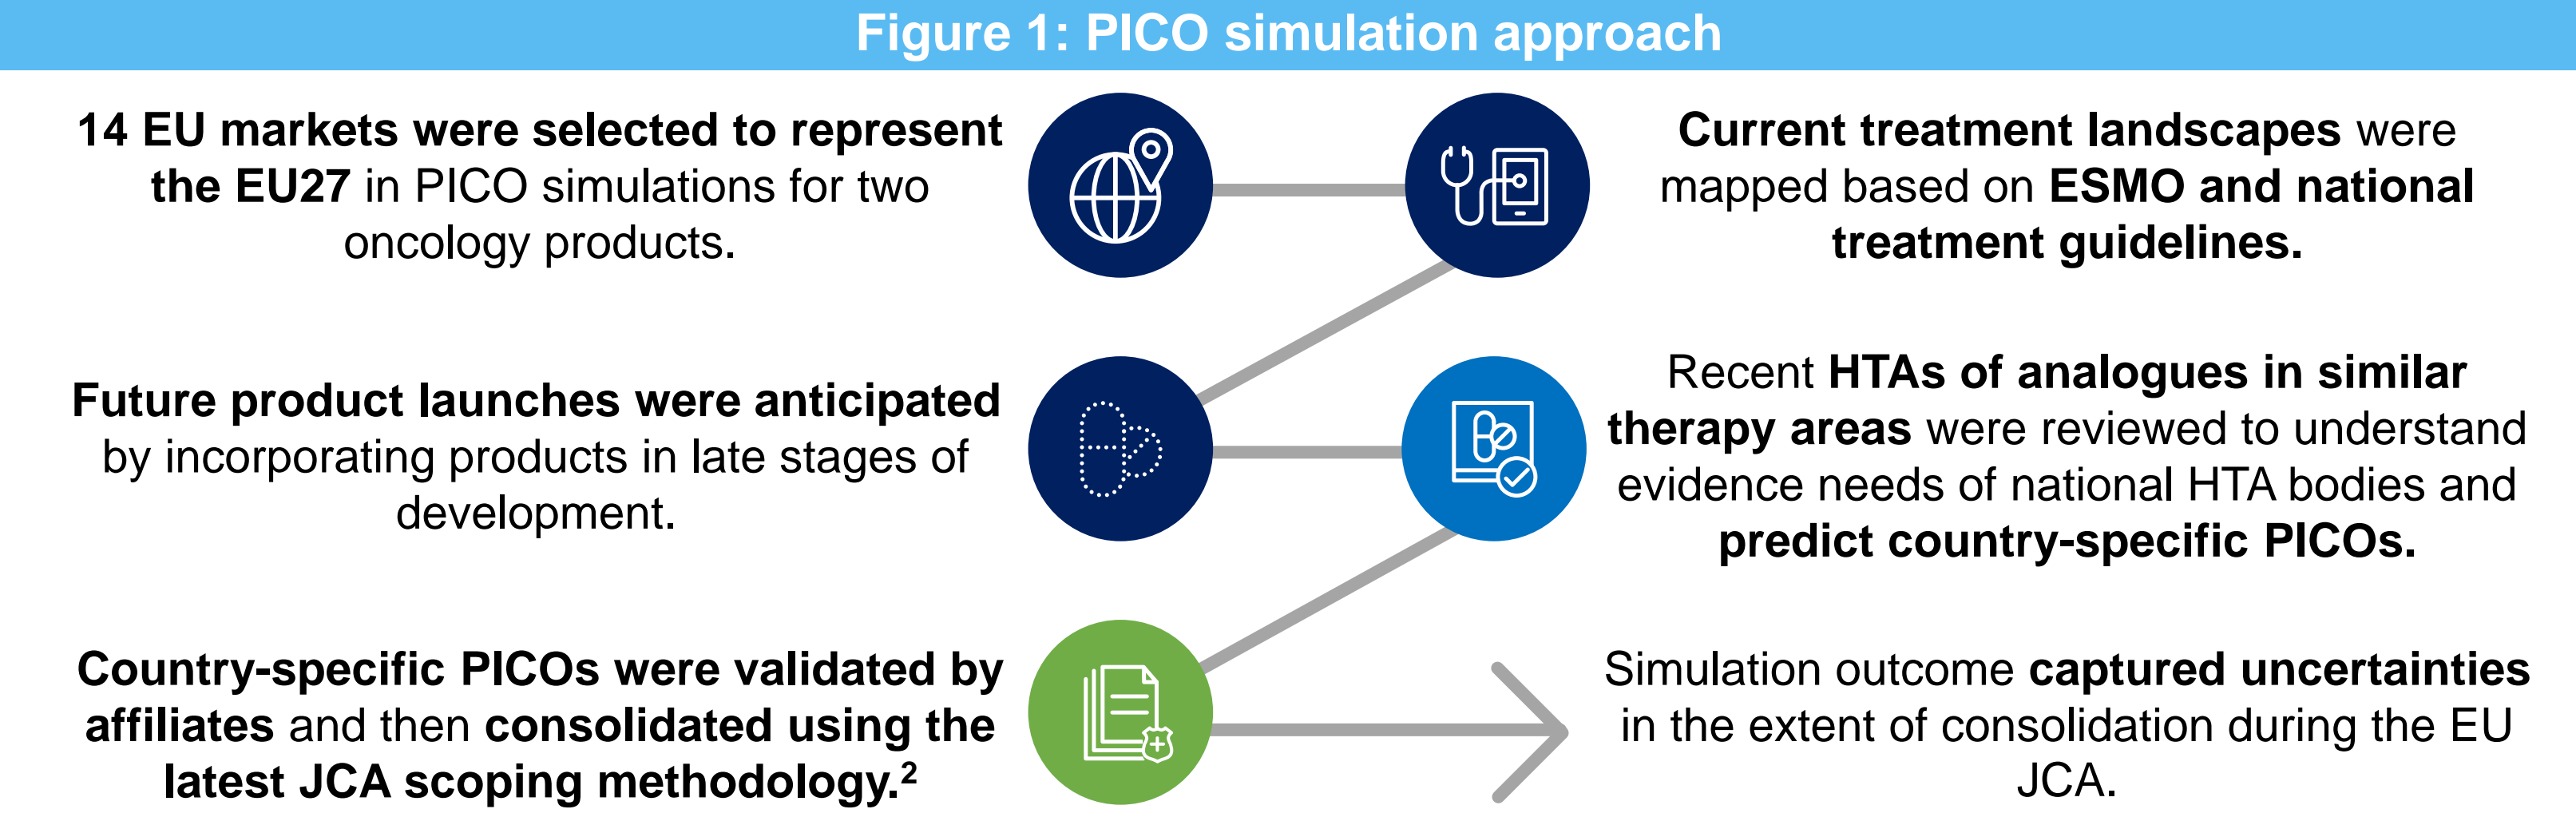 Figure 1: PICO simulation approach
14 EU markets were selected to represent
the EU27 in PICO simulations for two
oncology products.
Current treatment landscapes were
mapped based on ESMO and national
treatment guidelines.
Future product launches were anticipated
by incorporating products in late stages of
development.
Recent HTAs of analogues in similar
therapy areas were reviewed to understand
evidence needs of national HTA bodies and
predict country-specific PICOs.
Country-specific PICOs were validated by
affiliates and then consolidated using the
latest JCA scoping methodology.²
Simulation outcome captured uncertainties
in the extent of consolidation during the EU
JCA.